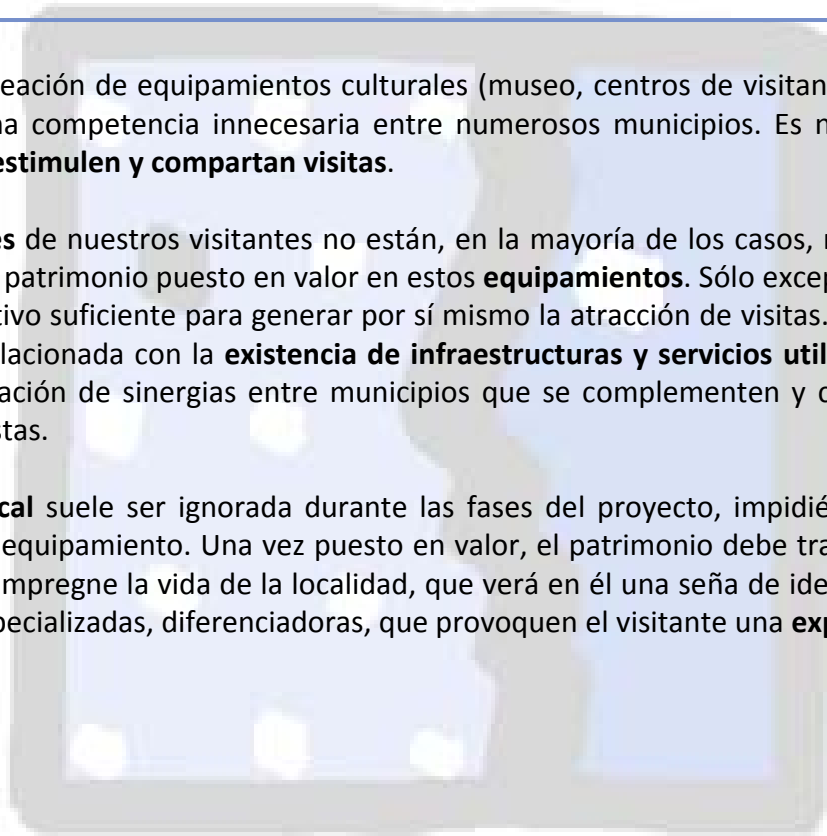 eación de equipamientos culturales (museo, centros de visitan
na competencia innecesaria entre numerosos municipios. Es n
estimulen y compartan visitas.
es de nuestros visitantes no están, en la mayoría de los casos, r
patrimonio puesto en valor en estos equipamientos. Sólo excep
tivo suficiente para generar por sí mismo la atracción de visitas.
elacionada con la existencia de infraestructuras y servicios util
ación de sinergias entre municipios que se complementen y c
stas.
cal suele ser ignorada durante las fases del proyecto, impidié
equipamiento. Una vez puesto en valor, el patrimonio debe tra
impregne la vida de la localidad, que verá en él una seña de ide
pecializadas, diferenciadoras, que provoquen el visitante una exp